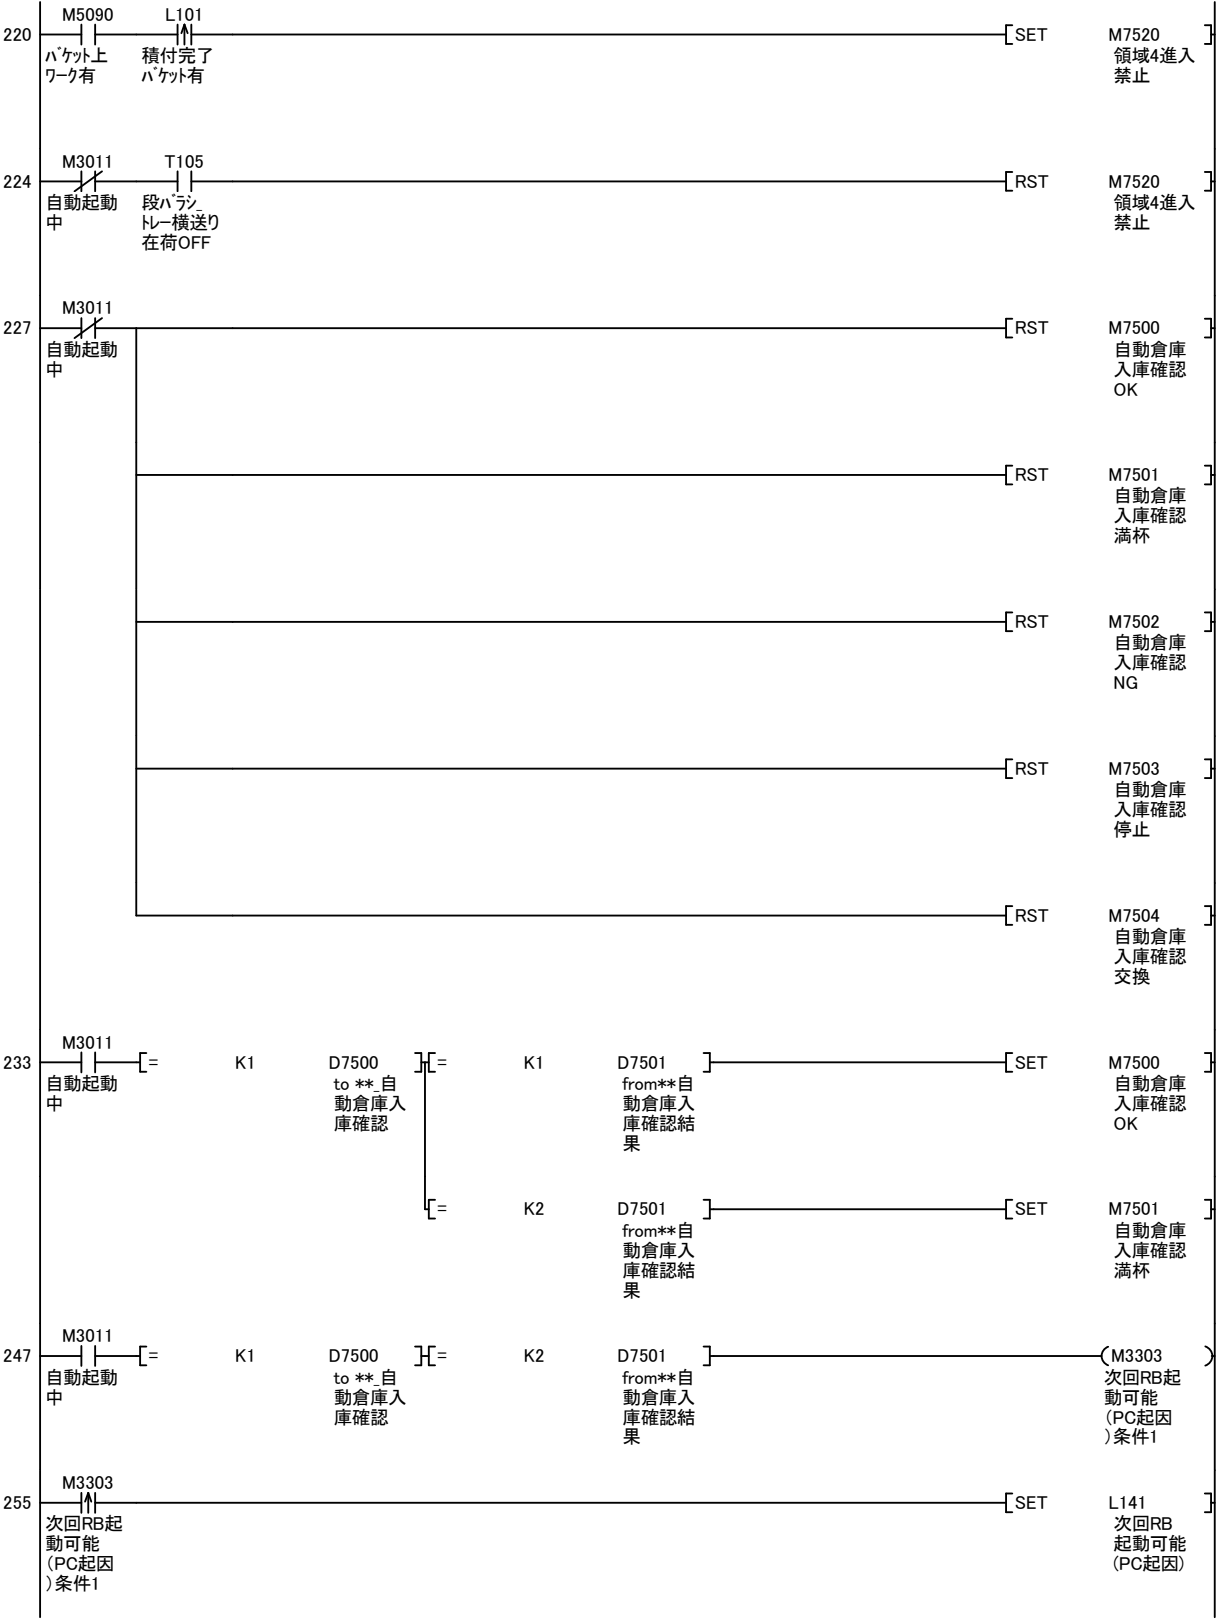 M5090 L101
220 [SET M7520 ]
バケット上 積付完了 領域4進入
ワーク有 バケット有 禁止
M3011 T105
224 [RST M7520 ]
自動起動 段バラシ_ 領域4進入
中 トレー横送り 禁止
在荷OFF
M3011
227 [RST M7500 ]
自動起動 自動倉庫
中 入庫確認
OK
[RST M7501 ]
自動倉庫
入庫確認
満杯
[RST M7502 ]
自動倉庫
入庫確認
NG
[RST M7503 ]
自動倉庫
入庫確認
停止
[RST M7504 ]
自動倉庫
入庫確認
交換
M3011
233 [= K1 D7500 ] [= K1 D7501 ] [SET M7500 ]
自動起動 to **_自 from**自 自動倉庫
中 動倉庫入 動倉庫入 入庫確認
庫確認 庫確認結 OK
果
[= K2 D7501 ] [SET M7501 ]
from**自 自動倉庫
動倉庫入 入庫確認
庫確認結 満杯
果
M3011
247 [= K1 D7500 ] [= K2 D7501 ] (M3303 )
自動起動 to **_自 from**自 次回RB起
中 動倉庫入 動倉庫入 動可能
庫確認 庫確認結 (PC起因
果 )条件1
M3303
255 [SET L141 ]
次回RB起 次回RB
動可能 起動可能
(PC起因 (PC起因)
)条件1